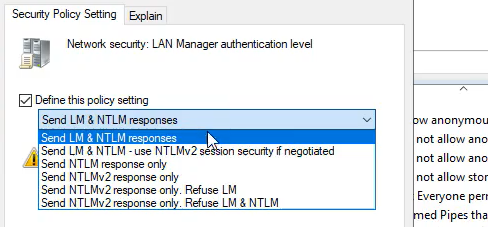 Security Policy Setting
Explain
Network security: LAN Manager authentication level
Define this policy setting
Send LM & NTLM responses
Send LM & NTLM responses
Send LM & NTLM - use NTLMv2 session security if negotiated
Send NTLM response only
Send NTLMv2 response only
Send NTLMv2 response only. Refuse LM
Send NTLMv2 response only. Refuse LM & NTLM
ow anonymou
not allow ano
not allow ano
not allow stor
Everyone perr
med Pipes tha